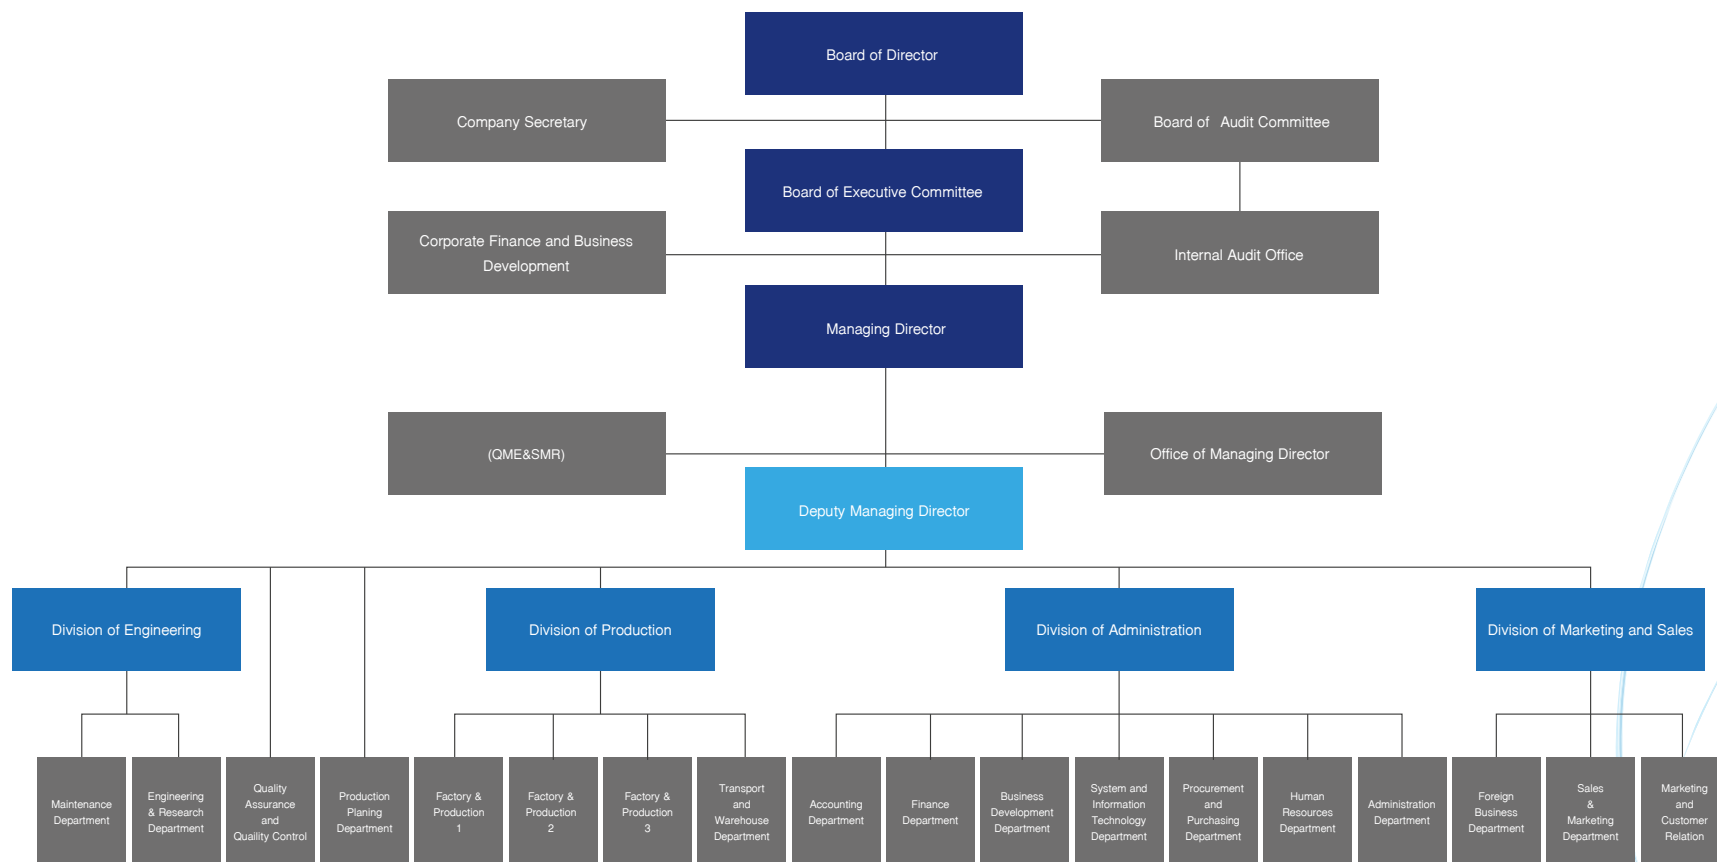 Board of Director
Company Secretary
Board of Audit Committee
Board of Executive Committee
Corporate Finance and Business
Development
Internal Audit Office
Managing Director
(QME&SMR)
Office of Managing Director
Deputy Managing Director
Division of Engineering
Division of Production
Division of Administration
Division of Marketing and Sales
Maintenance
Department
Engineering
& Research
Department
Quality
Assurance
and
Quaility Control
Production
Planing
Department
Factory &
Production
1
Factory &
Production
2
Factory &
Production
3
Transport
and
Warehouse
Department
Accounting
Department
Finance
Department
Business
Development
Department
System and
Information
Technology
Department
Procurement
and
Purchasing
Department
Human
Resources
Department
Administration
Department
Foreign
Business
Department
Sales
&
Marketing
Department
Marketing
and
Customer
Relation